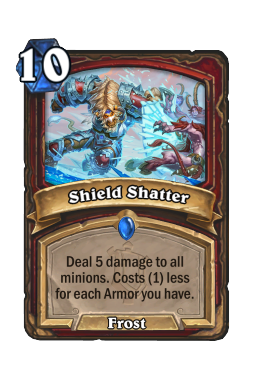 10
Shield Shatter
Deal 5 damage to all
minions. Costs (1) less
for each Armor you have.
Frost